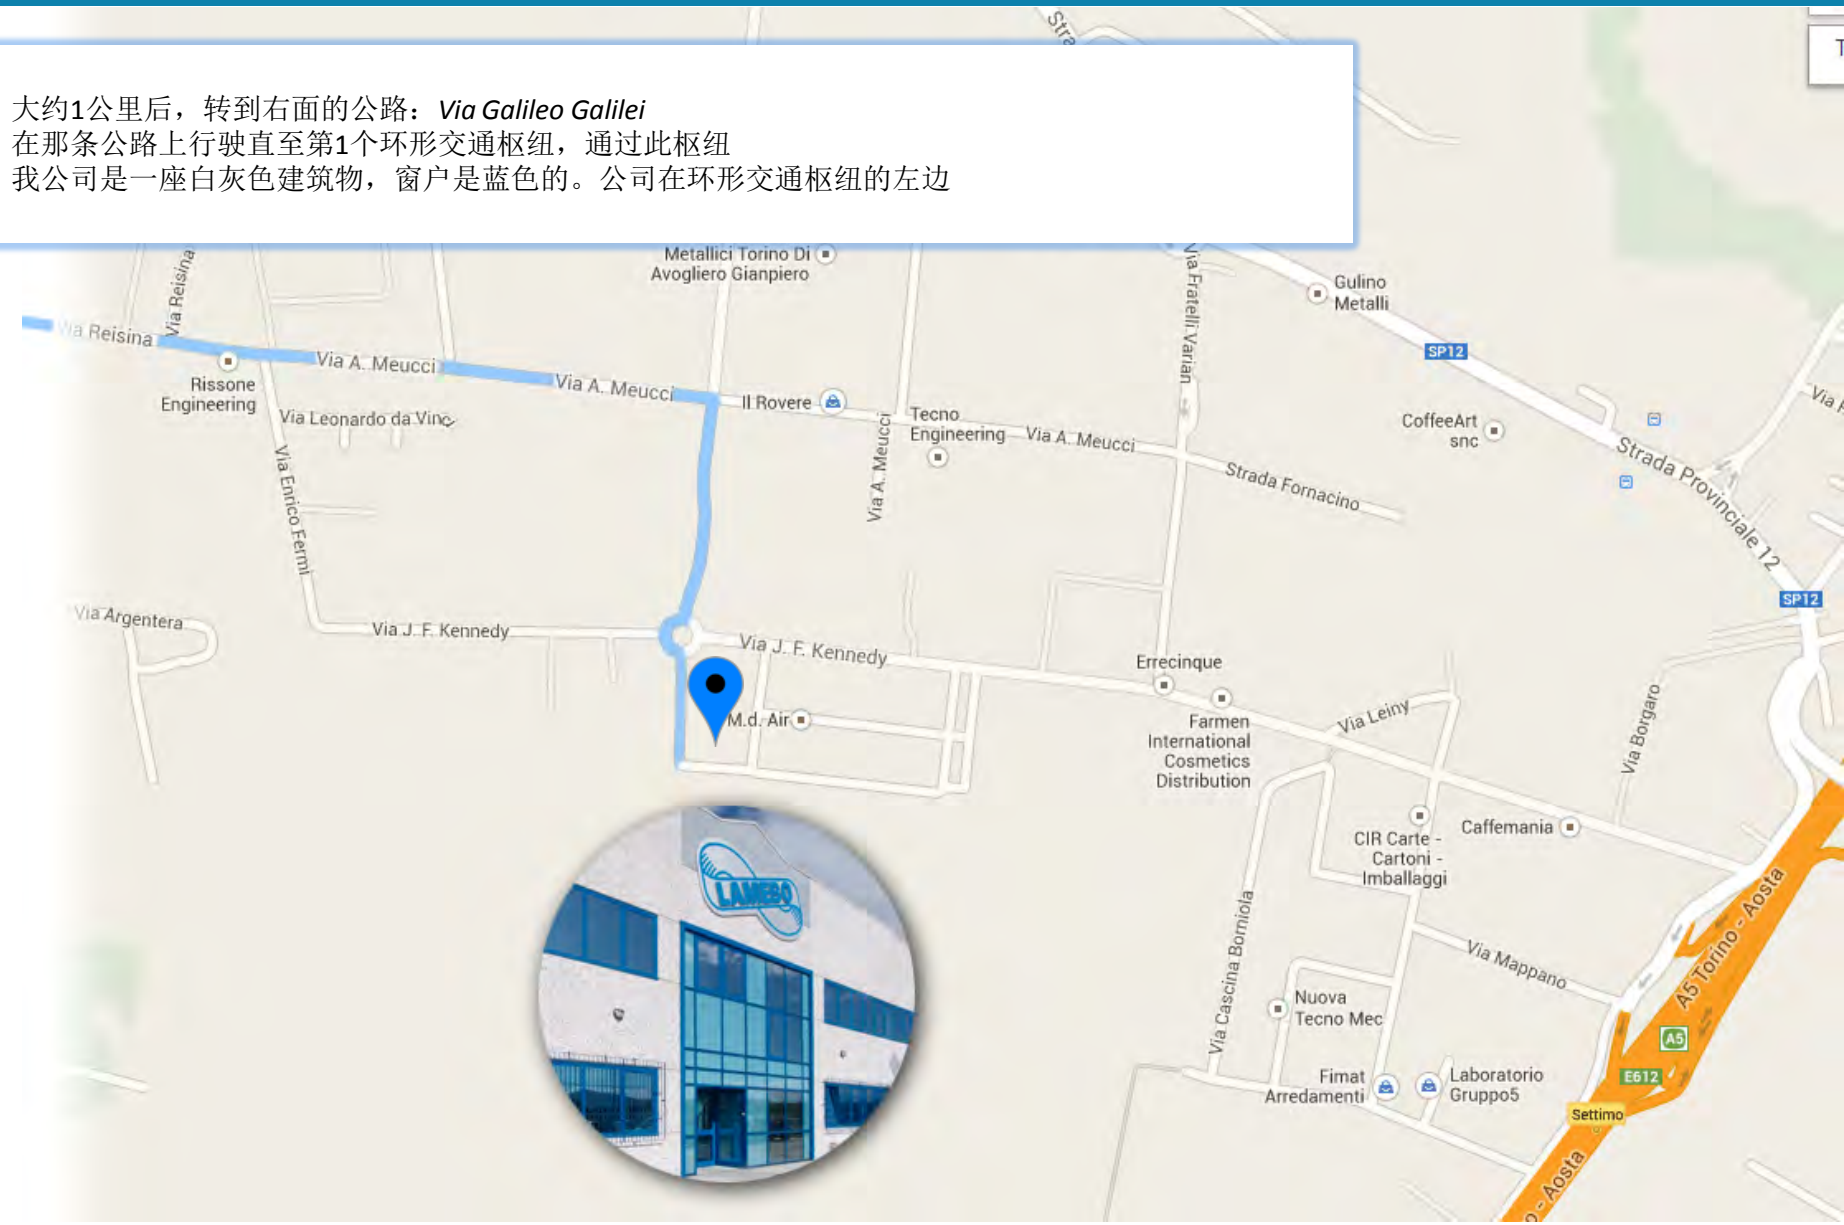 大约1公里后，转到右面的公路：Via Galileo Galilei
在那条公路上行驶直至第1个环形交通枢纽，通过此枢纽
我公司是一座白灰色建筑物，窗户是蓝色的。公司在环形交通枢纽的左边
Metallici Torino Di
Avogliero Gianpiero
Via Reisina
Via Reisina
Via Fratelli Varian
Gulino
Metalli
SP12
Rissone
Engineering
Via A. Meucci
Via A. Meucci
Il Rovere
Via A. Meucci
Tecno
Engineering
Via A. Meucci
Strada Fornacino
CoffeeArt
snc
Strada Provinciale 12
SP12
Via Leonardo da Vinc
Via Enrico Fermi
Via Argentera
Via J. F. Kennedy
Via J. F. Kennedy
M.d. Air
Errecinque
Farmen
International
Cosmetics
Distribution
Via Leiny
Via Borgaro
LAMEBO
CIR Carte -
Cartoni -
Imballaggi
Caffemania
Via Cascina Borniola
Via Mappano
A5 Torino - Aosta
Nuova
Tecno Mec
A5
E612
Fimat
Arredamenti
Laboratorio
Gruppo5
Settimo
- Aosta